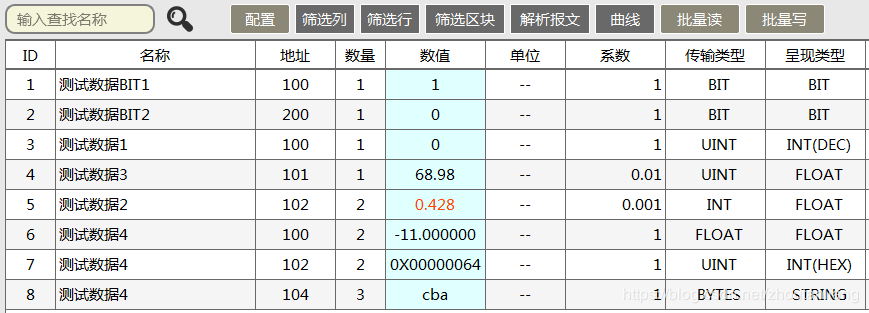 输入查找名称 配置 筛选列 筛选行 筛选区块 解析报文 曲线 批量读 批量写
ID 名称 地址 数量 数值 单位 系数 传输类型 呈现类型
1 测试数据BIT1 100 1 1 -- 1 BIT BIT
2 测试数据BIT2 200 1 0 -- 1 BIT BIT
3 测试数据1 100 1 0 -- 1 UINT INT(DEC)
4 测试数据3 101 1 68.98 -- 0.01 UINT FLOAT
5 测试数据2 102 2 0.428 -- 0.001 INT FLOAT
6 测试数据4 100 2 -11.000000 -- 1 FLOAT FLOAT
7 测试数据4 102 2 0X00000064 -- 1 UINT INT(HEX)
8 测试数据4 104 3 cba -- 1 BYTES STRING